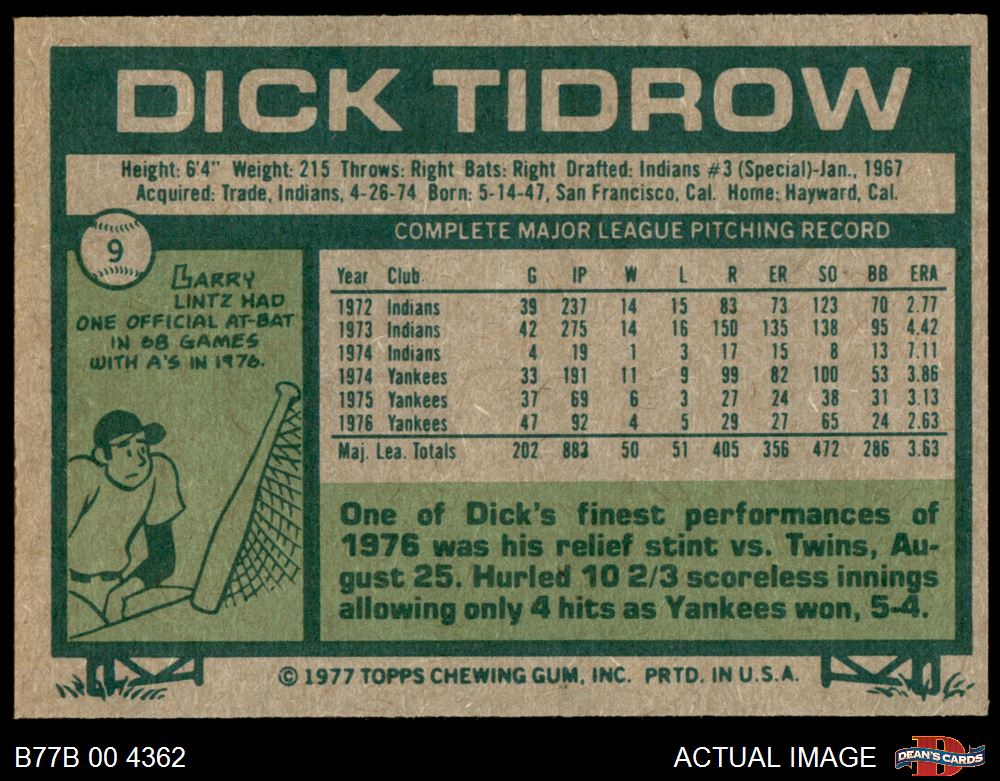 DICK TIDROW
Height: 6'4" Weight: 215 Throws: Right Bats: Right Drafted: Indians #3 (Special)-Jan., 1967
Acquired: Trade, Indians, 4-26-74 Born: 5-14-47, San Francisco, Cal. Home: Hayward, Cal.
9
LARRY
LINTZ HAD
ONE OFFICIAL AT-BAT
IN 68 GAMES
WITH A'S IN 1976.
COMPLETE MAJOR LEAGUE PITCHING RECORD
Year Club G IP W L R ER SO BB ERA
1972 Indians 39 237 14 15 83 73 123 70 2.77
1973 Indians 42 275 14 16 150 135 138 95 4.42
1974 Indians 4 19 1 3 17 15 8 13 7.11
1974 Yankees 33 191 11 9 99 82 100 53 3.86
1975 Yankees 37 69 6 3 27 24 38 31 3.13
1976 Yankees 47 92 4 5 29 27 65 24 2.63
Maj. Lea. Totals 202 883 50 51 405 356 472 286 3.63
One of Dick's finest performances of
1976 was his relief stint vs. Twins, Au-
gust 25. Hurled 10 2/3 scoreless innings
allowing only 4 hits as Yankees won, 5-4.
© 1977 TOPPS CHEWING GUM, INC. PRTD. IN U.S.A.
B77B 00 4362
ACTUAL IMAGE
D
DEAN'S CARDS